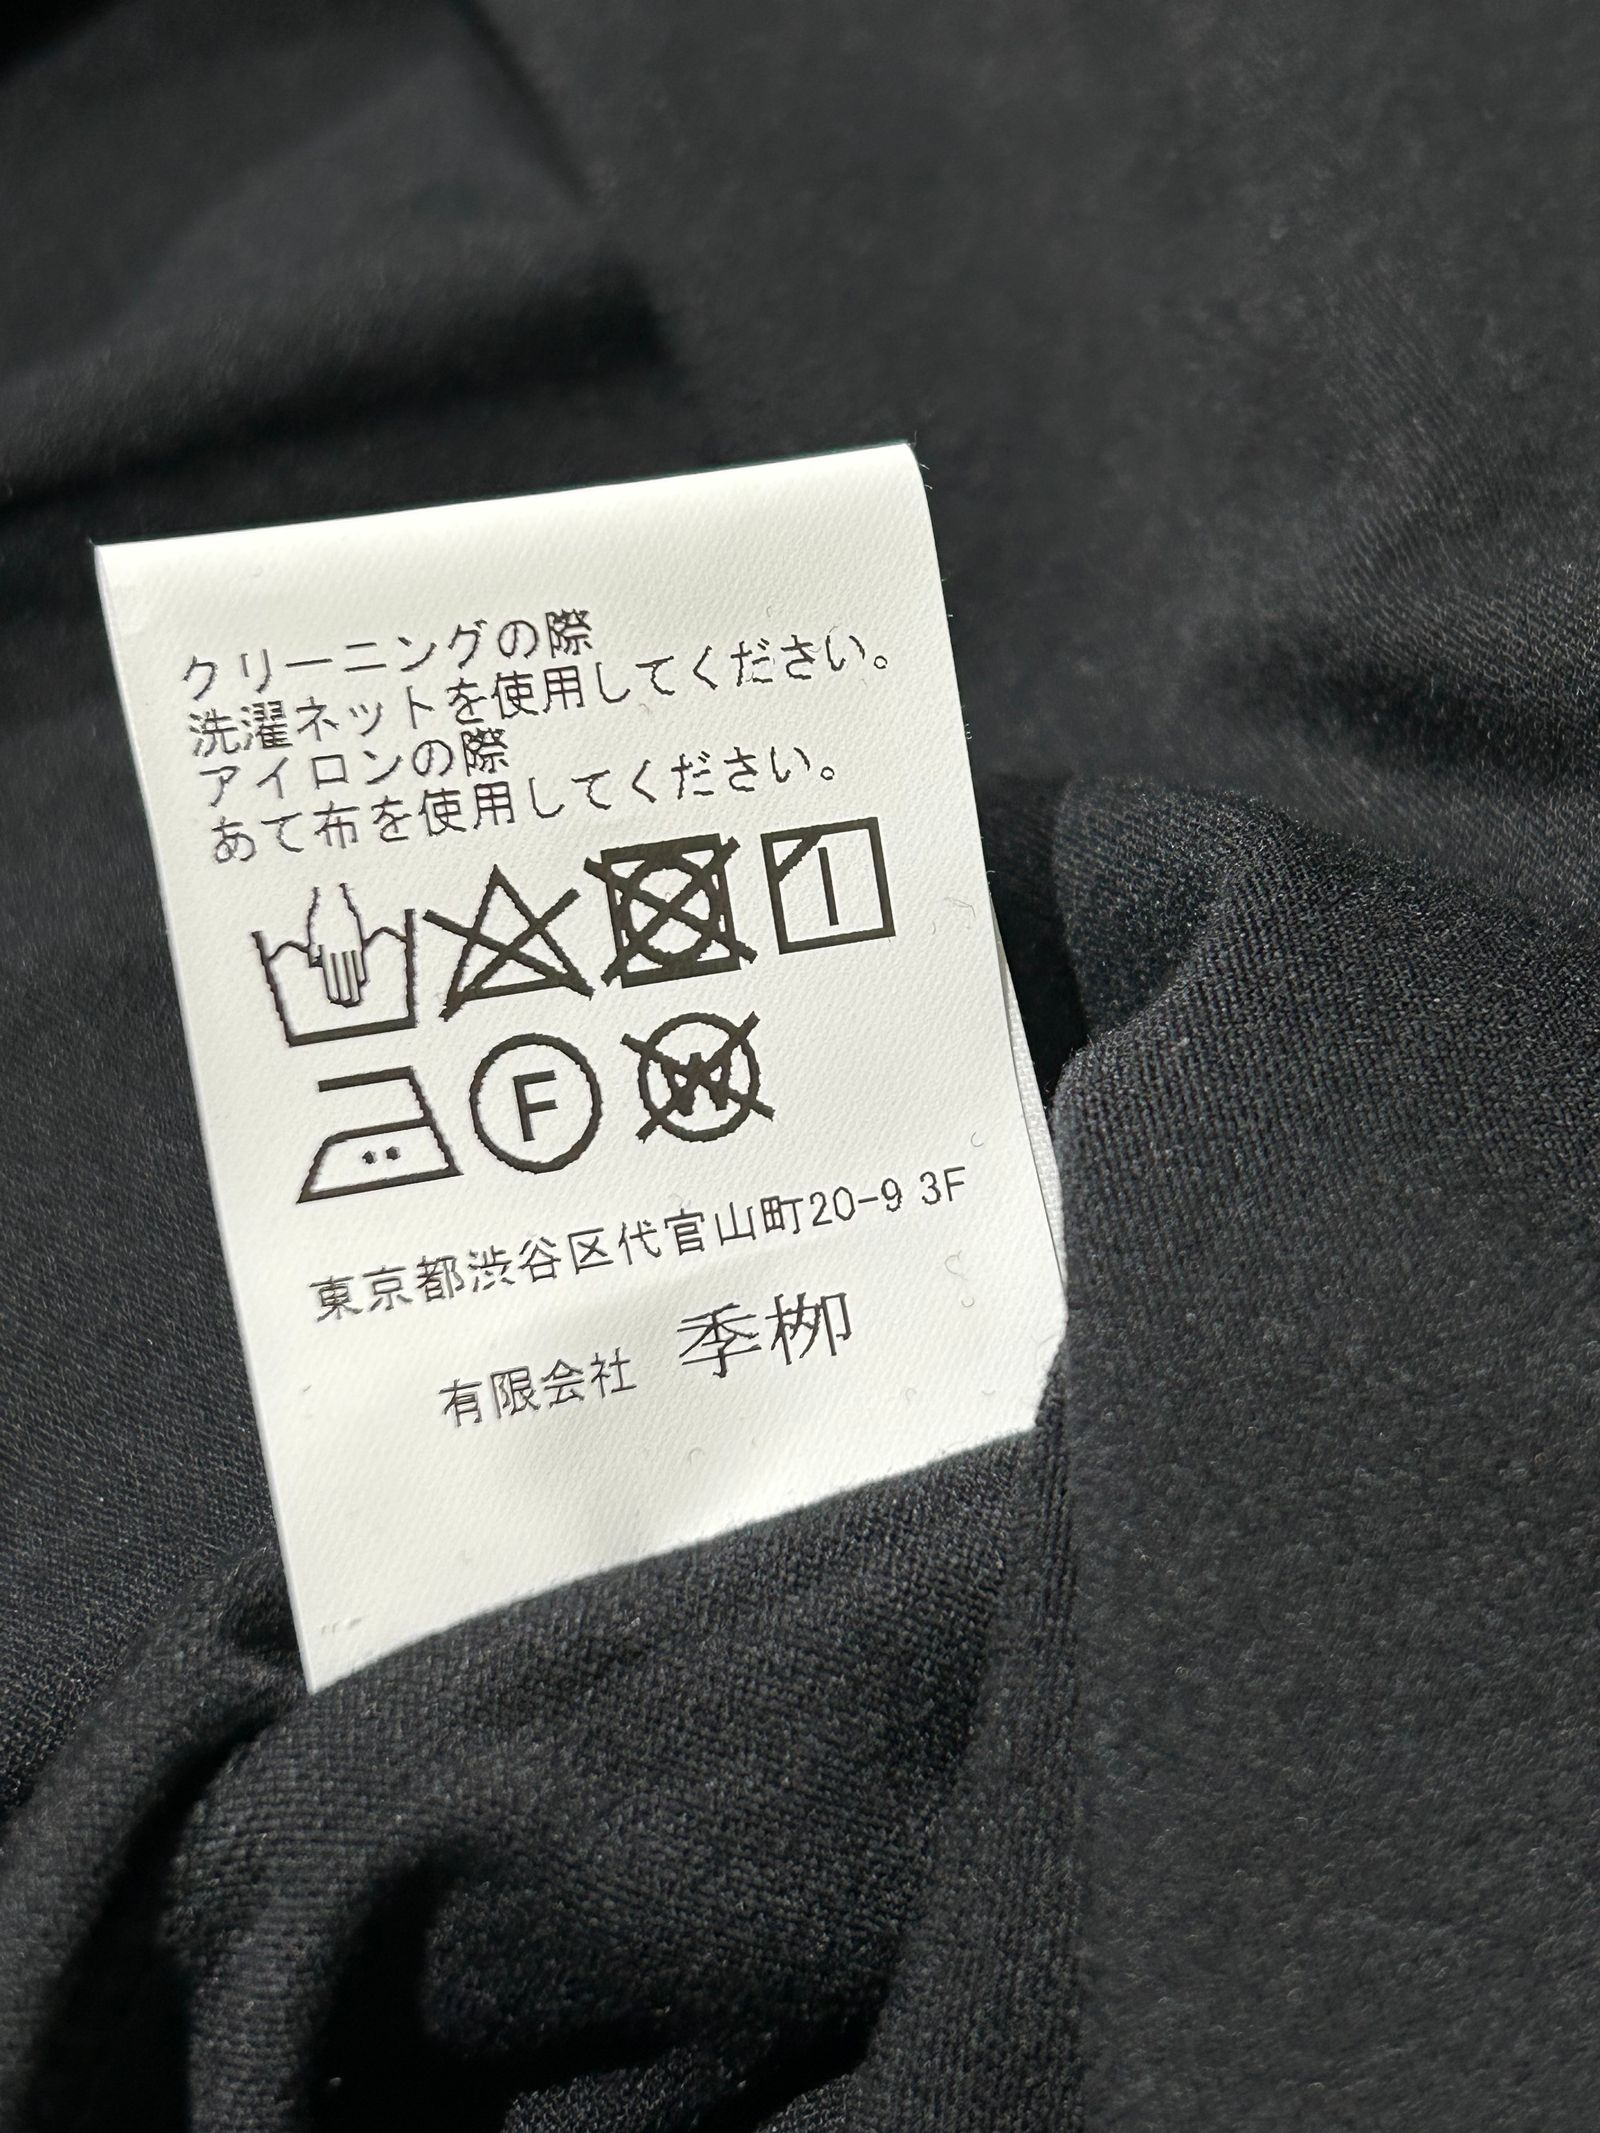 クリーニングの際
洗濯ネットを使用してください。
アイロンの際
あて布を使用してください。
F
W
東京都渋谷区代官山町20-9 3F
有限会社 季栁